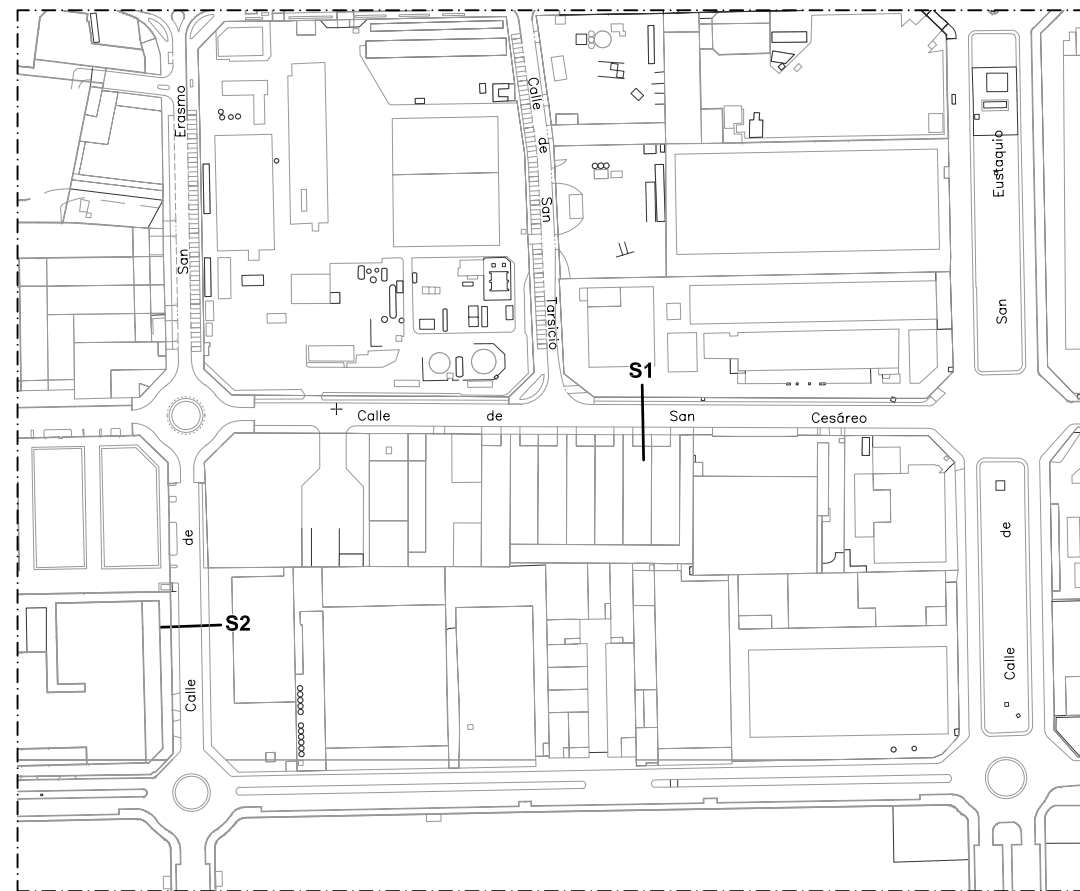 Calle de San Tarsicio
Calle de San Erasmo
Calle de San Eustaquio
S1
Calle de San Cesáreo
S2